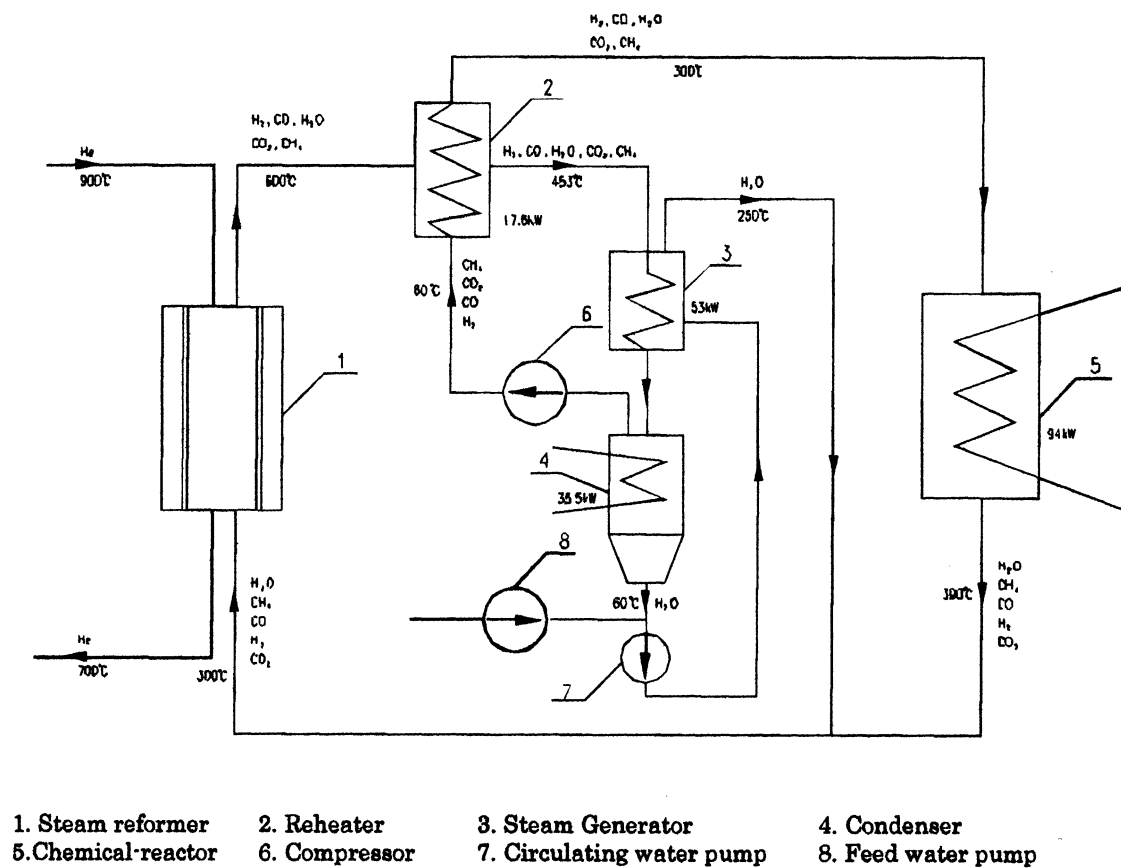 H₂, CO, H₂O
CO₂, CH₄
300℃
2
H₂, CO, H₂O
CO₂, CH₄
He
900℃
600℃
H₂, CO, H₂O, CO₂, CH₄
453℃
H₂O
250℃
17.6kW
3
CH₄
CO₂
CO
H₂
60℃
6
53kW
1
5
94kW
4
35.5kW
8
60℃ H₂O
H₂O
CH₄
CO
H₂
CO₂
390℃
H₂O
CH₄
CO
H₂
CO₂
He
700℃
300℃
7
1. Steam reformer 2. Reheater 3. Steam Generator 4. Condenser
5.Chemical-reactor 6. Compressor 7. Circulating water pump 8. Feed water pump